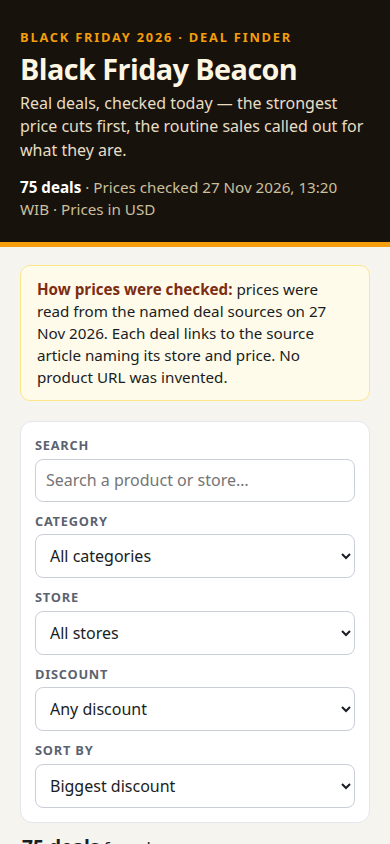 BLACK FRIDAY 2026 · DEAL FINDER
Black Friday Beacon
Real deals, checked today — the strongest
price cuts first, the routine sales called out for
what they are.
75 deals · Prices checked 27 Nov 2026, 13:20
WIB · Prices in USD
How prices were checked: prices were
read from the named deal sources on 27
Nov 2026. Each deal links to the source
article naming its store and price. No
product URL was invented.
SEARCH
Search a product or store...
CATEGORY
All categories
STORE
All stores
DISCOUNT
Any discount
SORT BY
Biggest discount
75 deals